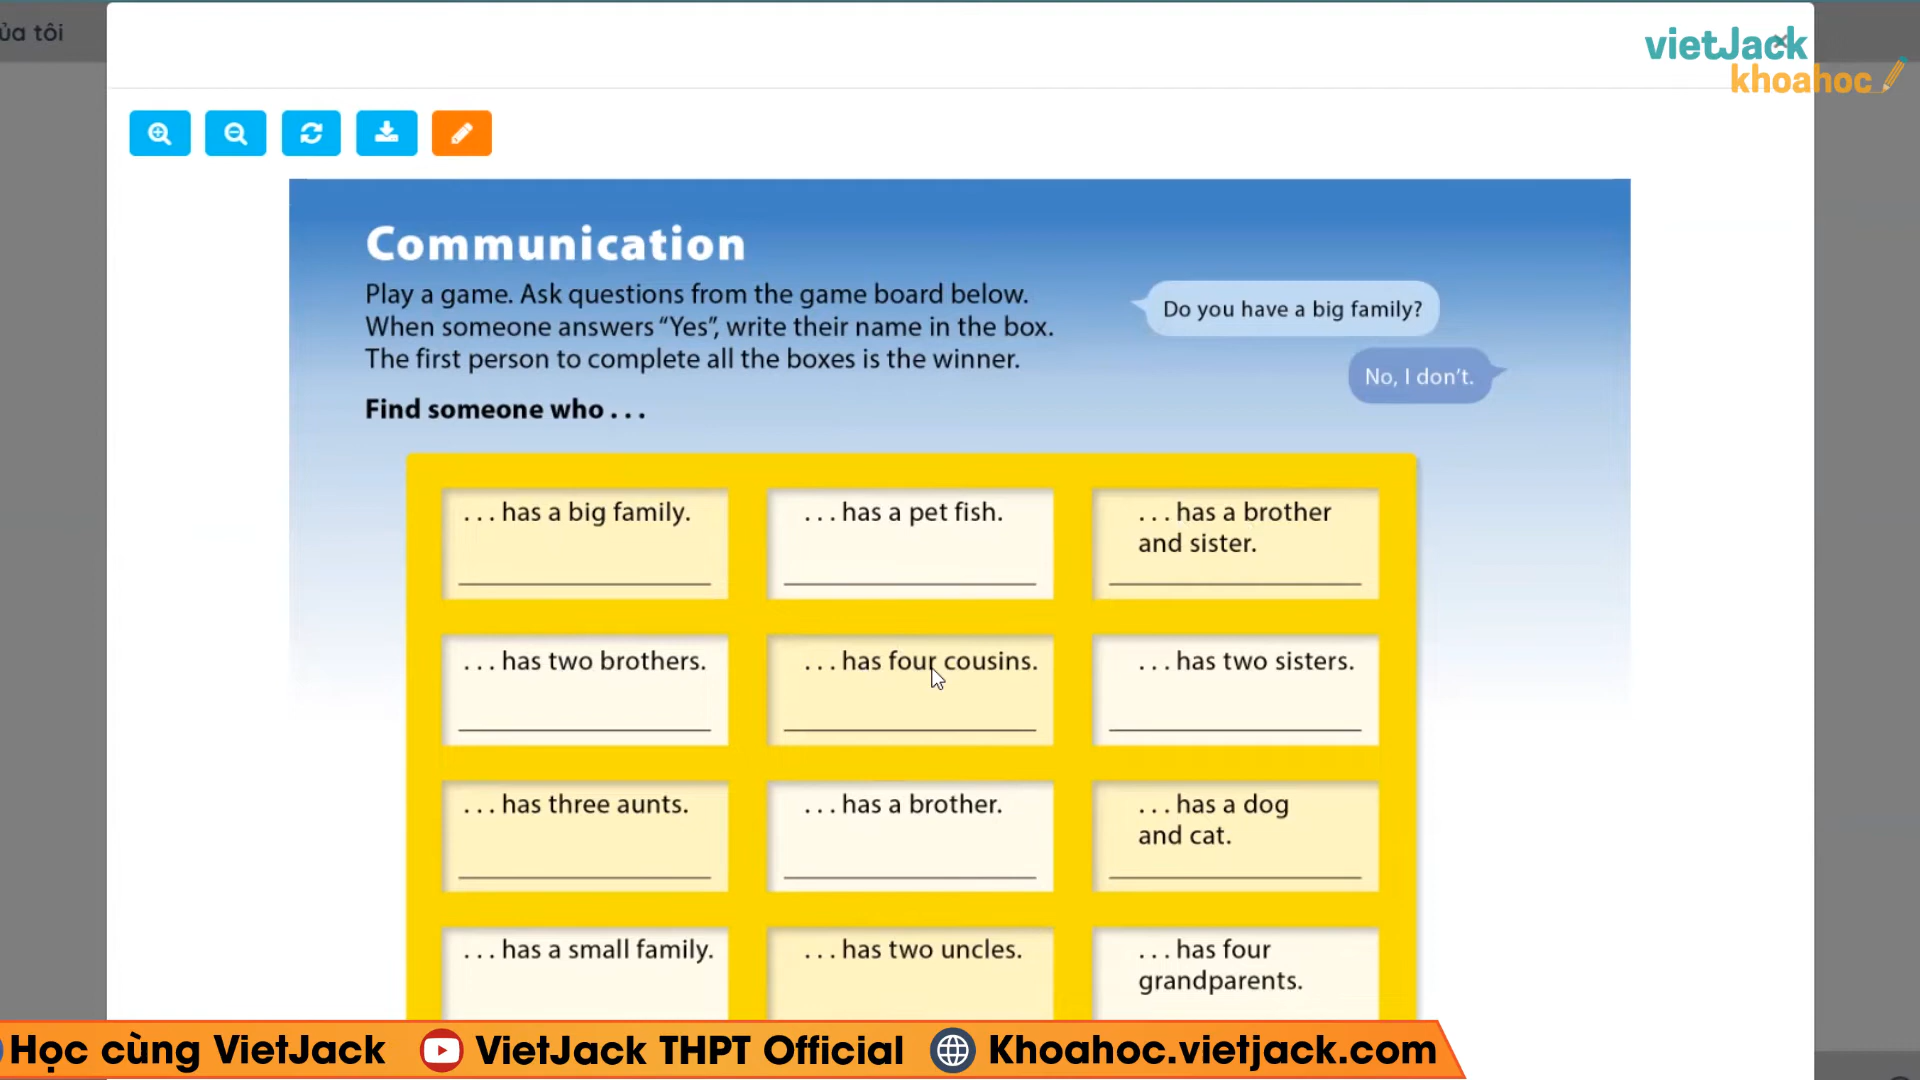 ủa tôi
vietJack
khoahoc
Communication
Play a game. Ask questions from the game board below.
When someone answers “Yes”, write their name in the box.
The first person to complete all the boxes is the winner.
Do you have a big family?
No, I don't.
Find someone who . . .
. . . has a big family.
. . . has a pet fish.
. . . has a brother
and sister.
. . . has two brothers.
. . . has four cousins.
. . . has two sisters.
. . . has three aunts.
. . . has a brother.
. . . has a dog
and cat.
. . . has a small family.
. . . has two uncles.
. . . has four
grandparents.
Học cùng VietJack
VietJack THPT Official
Khoahoc.vietjack.com